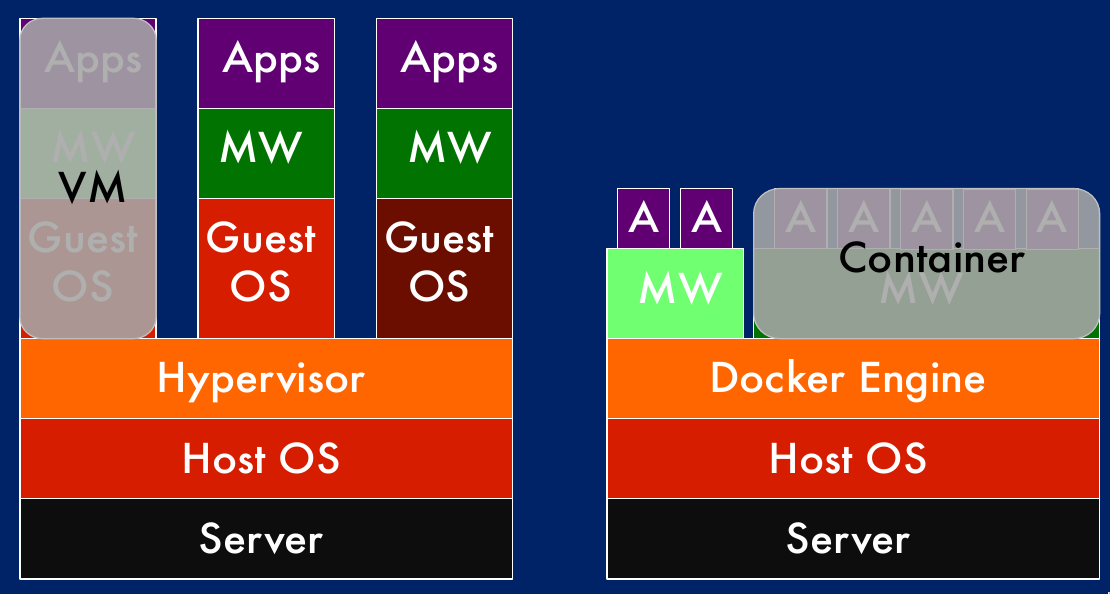 Apps
MW
VM
Guest
OS
Apps
MW
Guest
OS
Apps
MW
Guest
OS
Hypervisor
Host OS
Server
A A A A A A A
Container
MW MW
Docker Engine
Host OS
Server